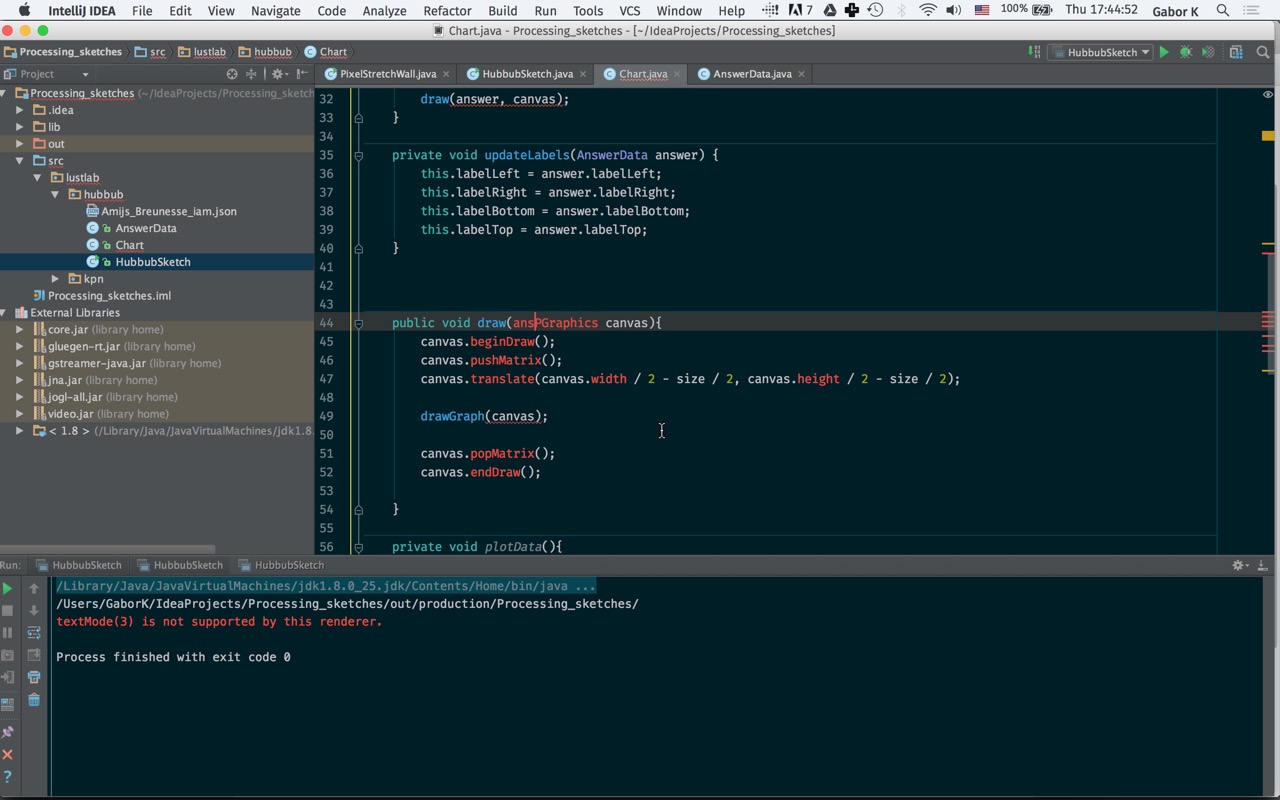 IntelliJ IDEA File Edit View Navigate Code Analyze Refactor Build Run Tools VCS Window Help 7 100% Thu 17:44:52 Gabor K
Chart.java - Processing_sketches - [~/IdeaProjects/Processing_sketches]
Processing_sketches src lustlab hubbub Chart HubbubSketch
Project PixelStretchWall.java HubbubSketch.java Chart.java AnswerData.java
Processing_sketches (~/IdeaProjects/Processing_sketch
.idea
lib
out
src
lustlab
hubbub
Amijs_Breunesse_iam.json
AnswerData
Chart
HubbubSketch
kpn
Processing_sketches.iml
External Libraries
core.jar (library home)
gluegen-rt.jar (library home)
gstreamer-java.jar (library home)
jna.jar (library home)
jogl-all.jar (library home)
video.jar (library home)
< 1.8 > (/Library/Java/JavaVirtualMachines/jdk1.8.
32 draw(answer, canvas);
33 }
34
35 private void updateLabels(AnswerData answer) {
36 this.labelLeft = answer.labelLeft;
37 this.labelRight = answer.labelRight;
38 this.labelBottom = answer.labelBottom;
39 this.labelTop = answer.labelTop;
40 }
41
42
43
44 public void draw(ansPGraphics canvas){
45 canvas.beginDraw();
46 canvas.pushMatrix();
47 canvas.translate(canvas.width / 2 - size / 2, canvas.height / 2 - size / 2);
48
49 drawGraph(canvas);
50
51 canvas.popMatrix();
52 canvas.endDraw();
53
54 }
55
56 private void plotData(){
Run: HubbubSketch HubbubSketch HubbubSketch
/Library/Java/JavaVirtualMachines/jdk1.8.0_25.jdk/Contents/Home/bin/java ...
/Users/GaborK/IdeaProjects/Processing_sketches/out/production/Processing_sketches/
textMode(3) is not supported by this renderer.
Process finished with exit code 0